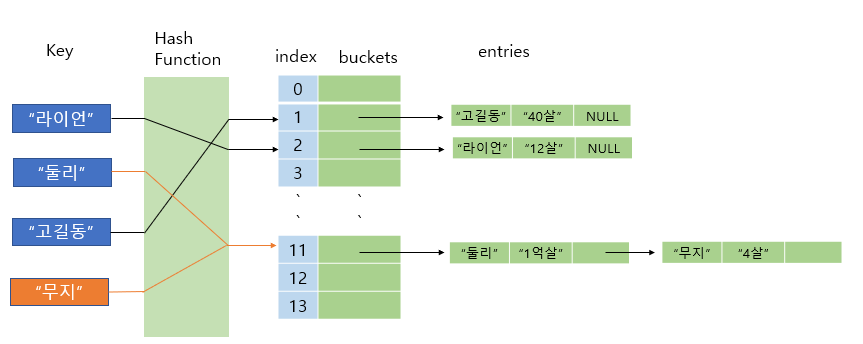 Key
Hash
Function
index
buckets
entries
"라이언"
"둘리"
"고길동"
"무지"
0
1
2
3
`
`
`
`
11
12
13
"고길동" "40살" NULL
"라이언" "12살" NULL
"둘리" "1억살"
"무지" "4살"